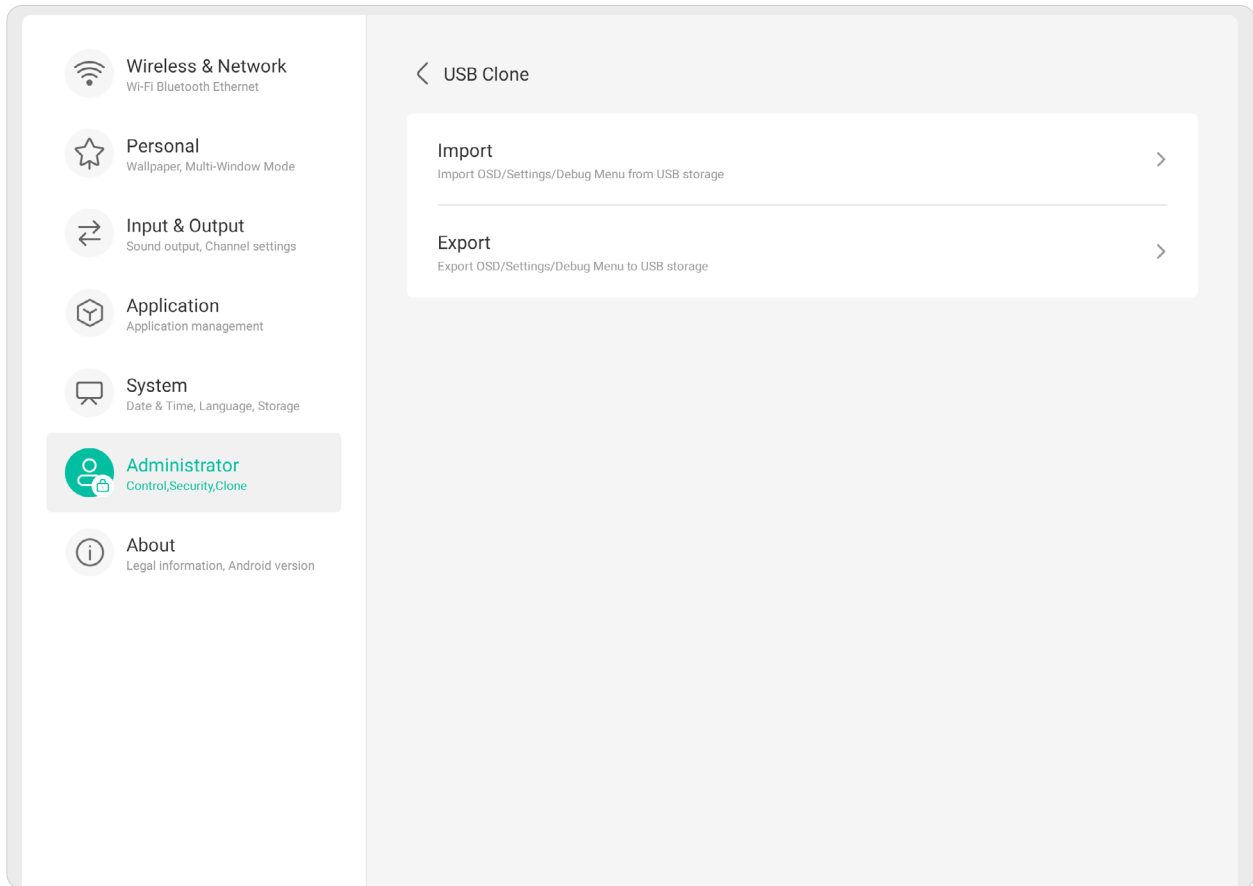 Wireless & Network
Wi-Fi Bluetooth Ethernet
Personal
Wallpaper, Multi-Window Mode
Input & Output
Sound output, Channel settings
Application
Application management
System
Date & Time, Language, Storage
Administrator
Control,Security,Clone
About
Legal information, Android version
USB Clone
Import
Import OSD/Settings/Debug Menu from USB storage
Export
Export OSD/Settings/Debug Menu to USB storage